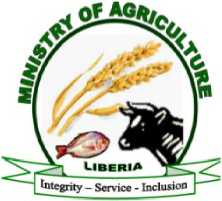 MINISTRY OF AGRICULTURE
LIBERIA
Integrity – Service - Inclusion